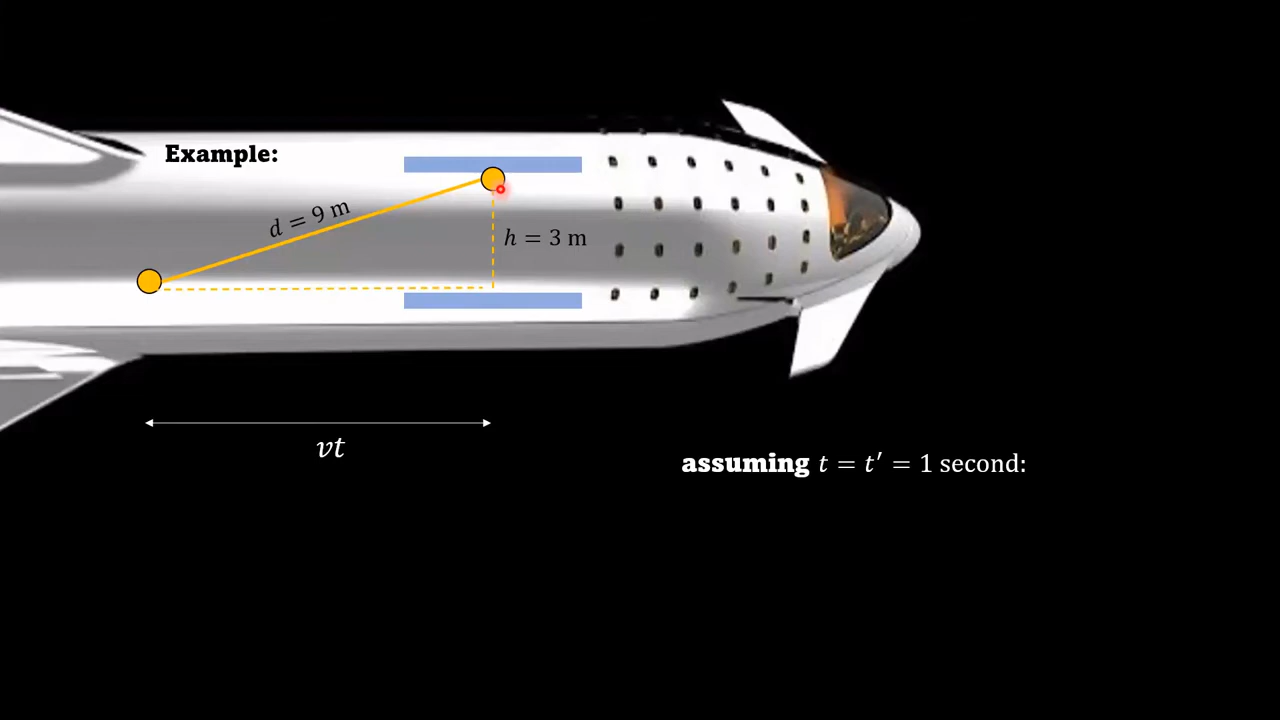 Example:
d = 9 m
h = 3 m
vt
assuming t = t′ = 1 second: